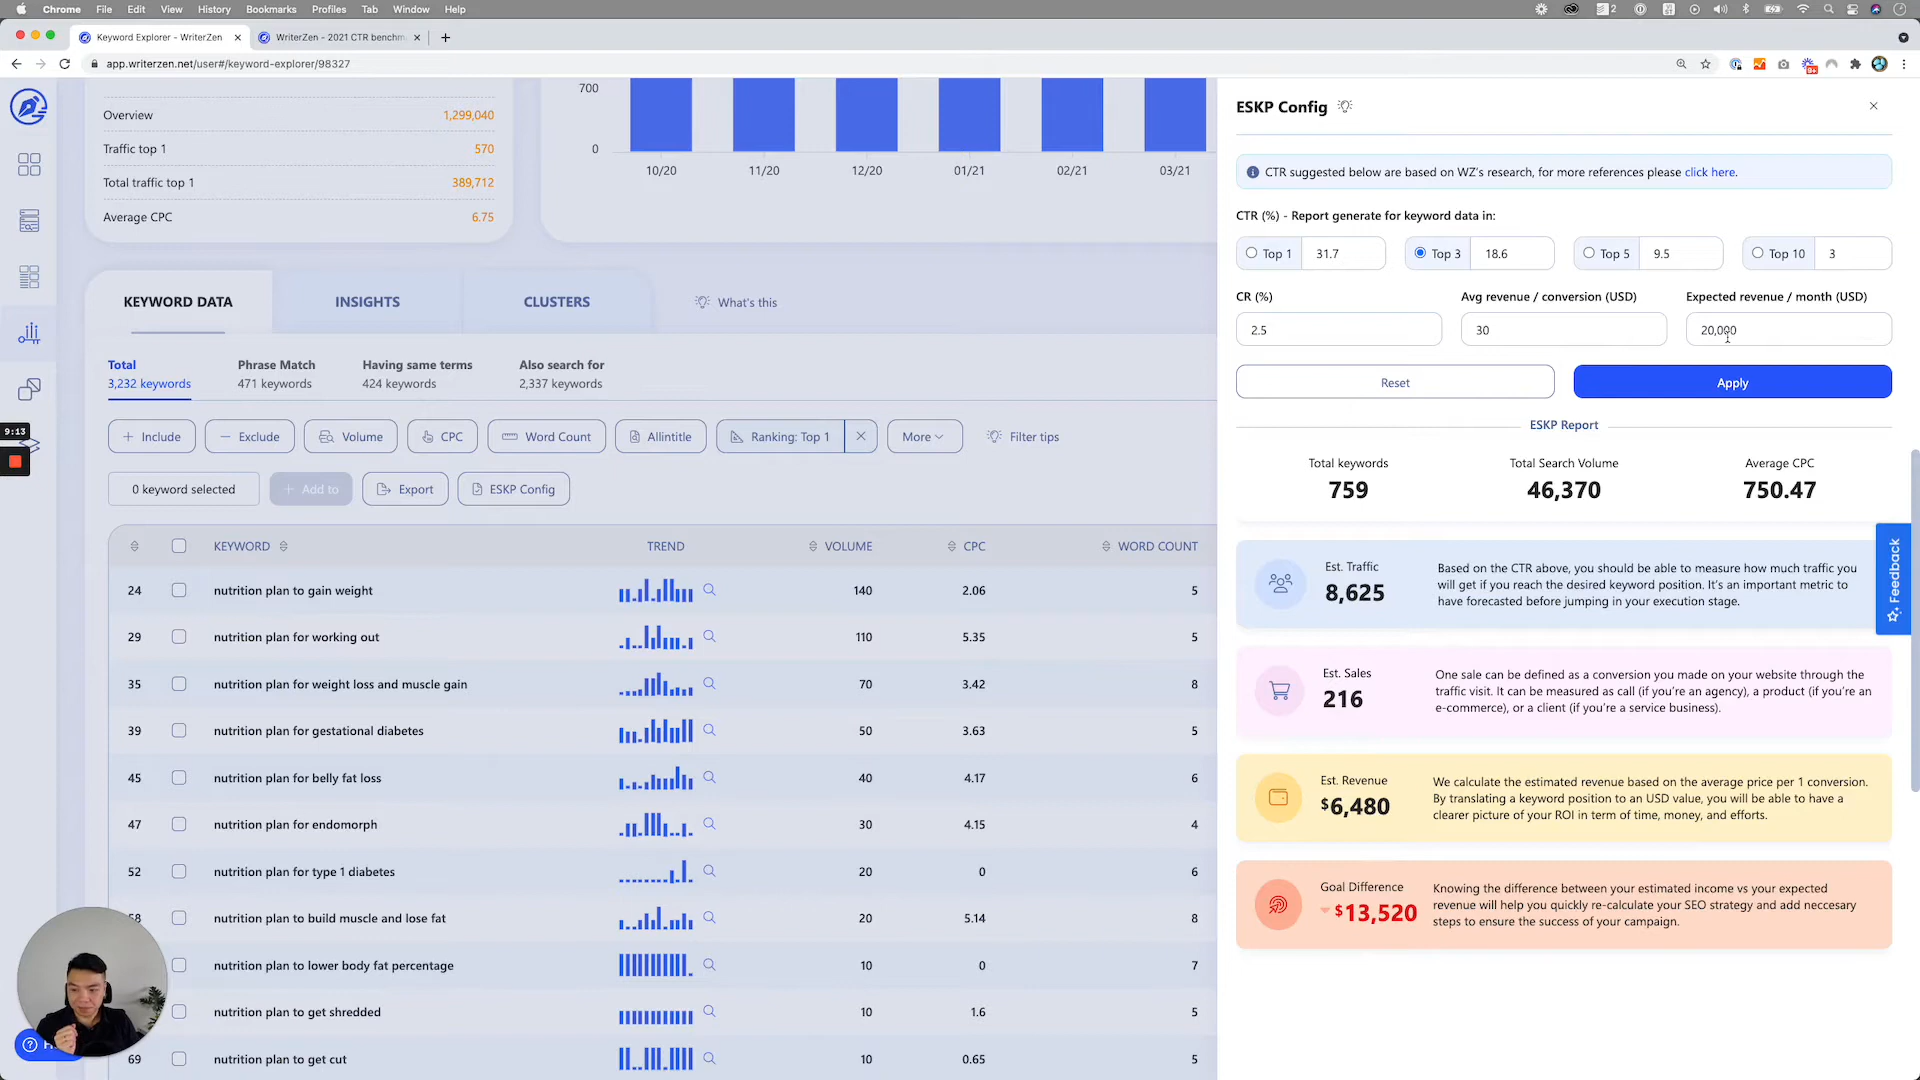 Chrome File Edit View History Bookmarks Profiles Tab Window Help
Keyword Explorer - WriterZen
WriterZen - 2021 CTR benchm
app.writerzen.net/user#/keyword-explorer/98327
Overview 1,299,040
Traffic top 1 570
Total traffic top 1 389,712
Average CPC 6.75
700
0
10/20 11/20 12/20 01/21 02/21 03/21
KEYWORD DATA INSIGHTS CLUSTERS What's this
Total Phrase Match Having same terms Also search for
3,232 keywords 471 keywords 424 keywords 2,337 keywords
Include Exclude Volume CPC Word Count Allintitle Ranking: Top 1 More Filter tips
0 keyword selected + Add to Export ESKP Config
KEYWORD TREND VOLUME CPC WORD COUNT
24 nutrition plan to gain weight 140 2.06 5
29 nutrition plan for working out 110 5.35 5
35 nutrition plan for weight loss and muscle gain 70 3.42 8
39 nutrition plan for gestational diabetes 50 3.63 5
45 nutrition plan for belly fat loss 40 4.17 6
47 nutrition plan for endomorph 30 4.15 4
52 nutrition plan for type 1 diabetes 20 0 6
58 nutrition plan to build muscle and lose fat 20 5.14 8
nutrition plan to lower body fat percentage 10 0 7
nutrition plan to get shredded 10 1.6 5
69 nutrition plan to get cut 10 0.65 5
9:13
ESKP Config
CTR suggested below are based on WZ's research, for more references please click here.
CTR (%) - Report generate for keyword data in:
Top 1 31.7 Top 3 18.6 Top 5 9.5 Top 10 3
CR (%) Avg revenue / conversion (USD) Expected revenue / month (USD)
2.5 30 20,000
Reset Apply
ESKP Report
Total keywords Total Search Volume Average CPC
759 46,370 750.47
Est. Traffic
8,625
Based on the CTR above, you should be able to measure how much traffic you
will get if you reach the desired keyword position. It's an important metric to
have forecasted before jumping in your execution stage.
Est. Sales
216
One sale can be defined as a conversion you made on your website through the
traffic visit. It can be measured as call (if you're an agency), a product (if you're an
e-commerce), or a client (if you're a service business).
Est. Revenue
$6,480
We calculate the estimated revenue based on the average price per 1 conversion.
By translating a keyword position to an USD value, you will be able to have a
clearer picture of your ROI in term of time, money, and efforts.
Goal Difference
$13,520
Knowing the difference between your estimated income vs your expected
revenue will help you quickly re-calculate your SEO strategy and add neccesary
steps to ensure the success of your campaign.
Feedback